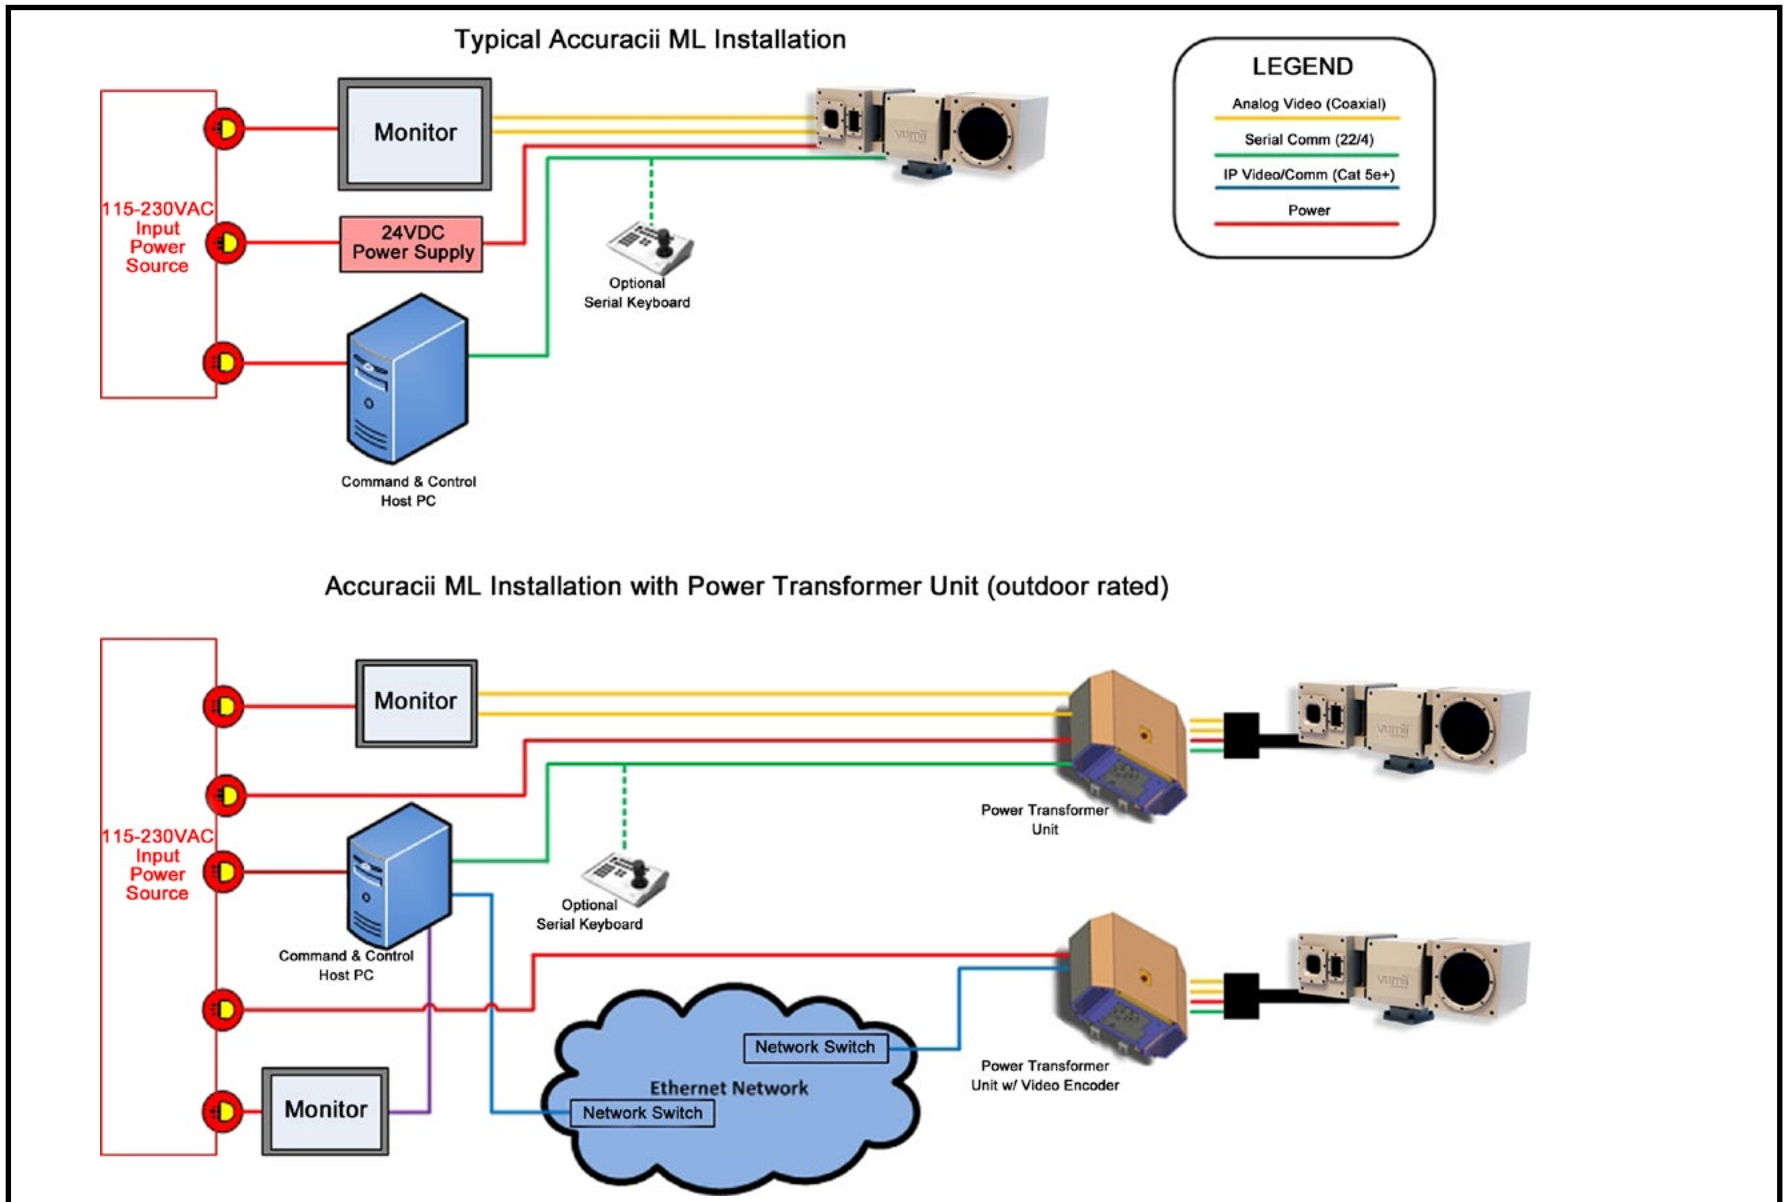 Typical Accuracii ML Installation
LEGEND
Analog Video (Coaxial)
Serial Comm (22/4)
IP Video/Comm (Cat 5e+)
Power
115-230VAC
Input
Power
Source
Monitor
24VDC
Power Supply
Command & Control
Host PC
Optional
Serial Keyboard
vumii
Accuracii ML Installation with Power Transformer Unit (outdoor rated)
115-230VAC
Input
Power
Source
Monitor
Command & Control
Host PC
Optional
Serial Keyboard
Power Transformer
Unit
vumii
Monitor
Network Switch
Ethernet Network
Network Switch
Power Transformer
Unit w/ Video Encoder
vumii